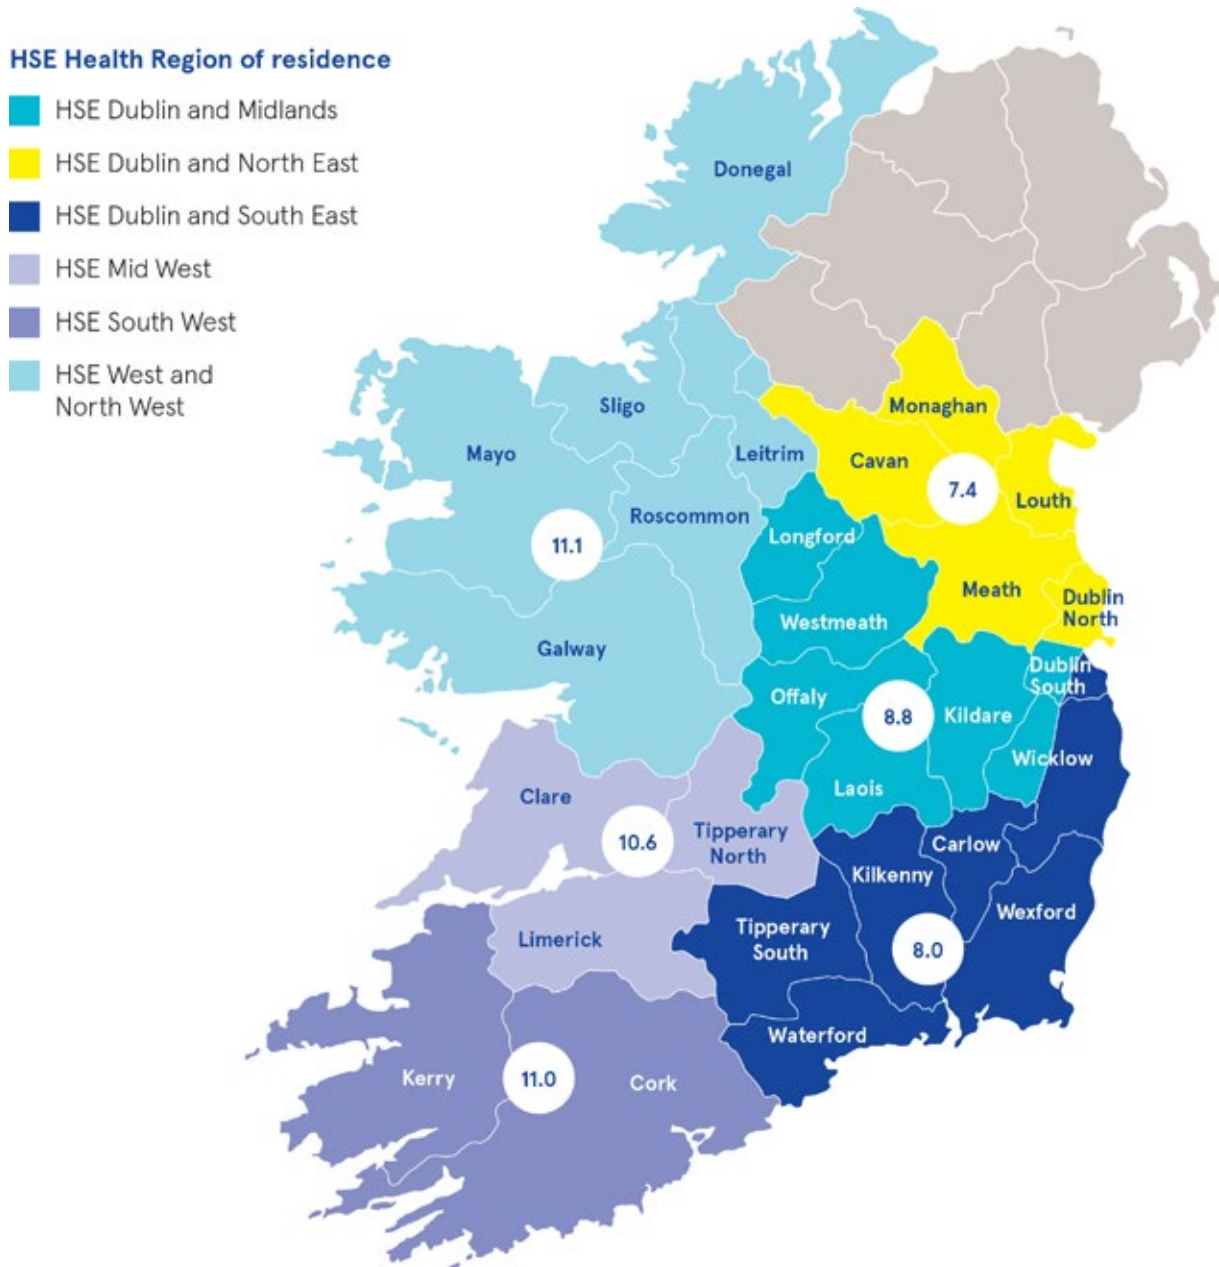 HSE Health Region of residence
HSE Dublin and Midlands
HSE Dublin and North East
HSE Dublin and South East
HSE Mid West
HSE South West
HSE West and
North West
Donegal
Monaghan
Sligo
Leitrim
Cavan
Mayo
7.4
Louth
Roscommon
11.1
Longford
Meath
Dublin
North
Westmeath
Galway
Dublin
South
Offaly
8.8
Kildare
Wicklow
Laois
Clare
10.6
Tipperary
North
Carlow
Kilkenny
Wexford
Limerick
Tipperary
South
8.0
Waterford
Kerry
11.0
Cork